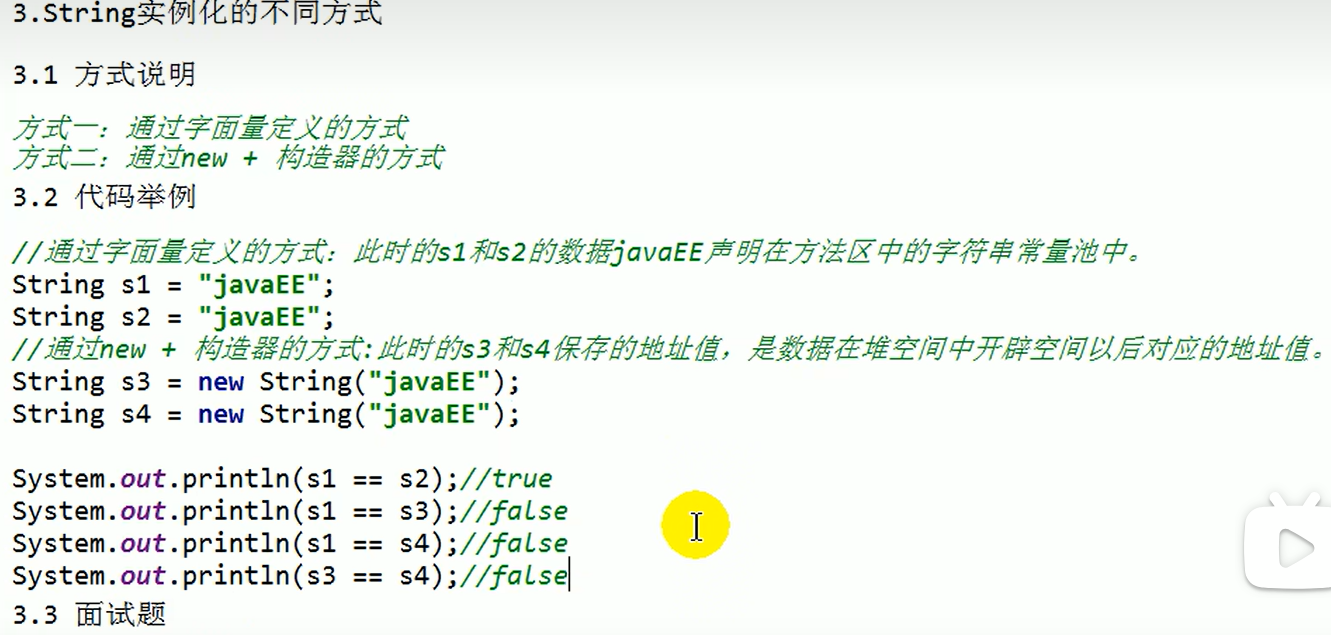 3.String实例化的不同方式
3.1 方式说明
方式一：通过字面量定义的方式
方式二：通过new + 构造器的方式
3.2 代码举例
//通过字面量定义的方式：此时的s1和s2的数据javaEE声明在方法区中的字符串常量池中。
String s1 = "javaEE";
String s2 = "javaEE";
//通过new + 构造器的方式:此时的s3和s4保存的地址值，是数据在堆空间中开辟空间以后对应的地址值。
String s3 = new String("javaEE");
String s4 = new String("javaEE");
System.out.println(s1 == s2);//true
System.out.println(s1 == s3);//false
System.out.println(s1 == s4);//false
System.out.println(s3 == s4);//false
3.3 面试题